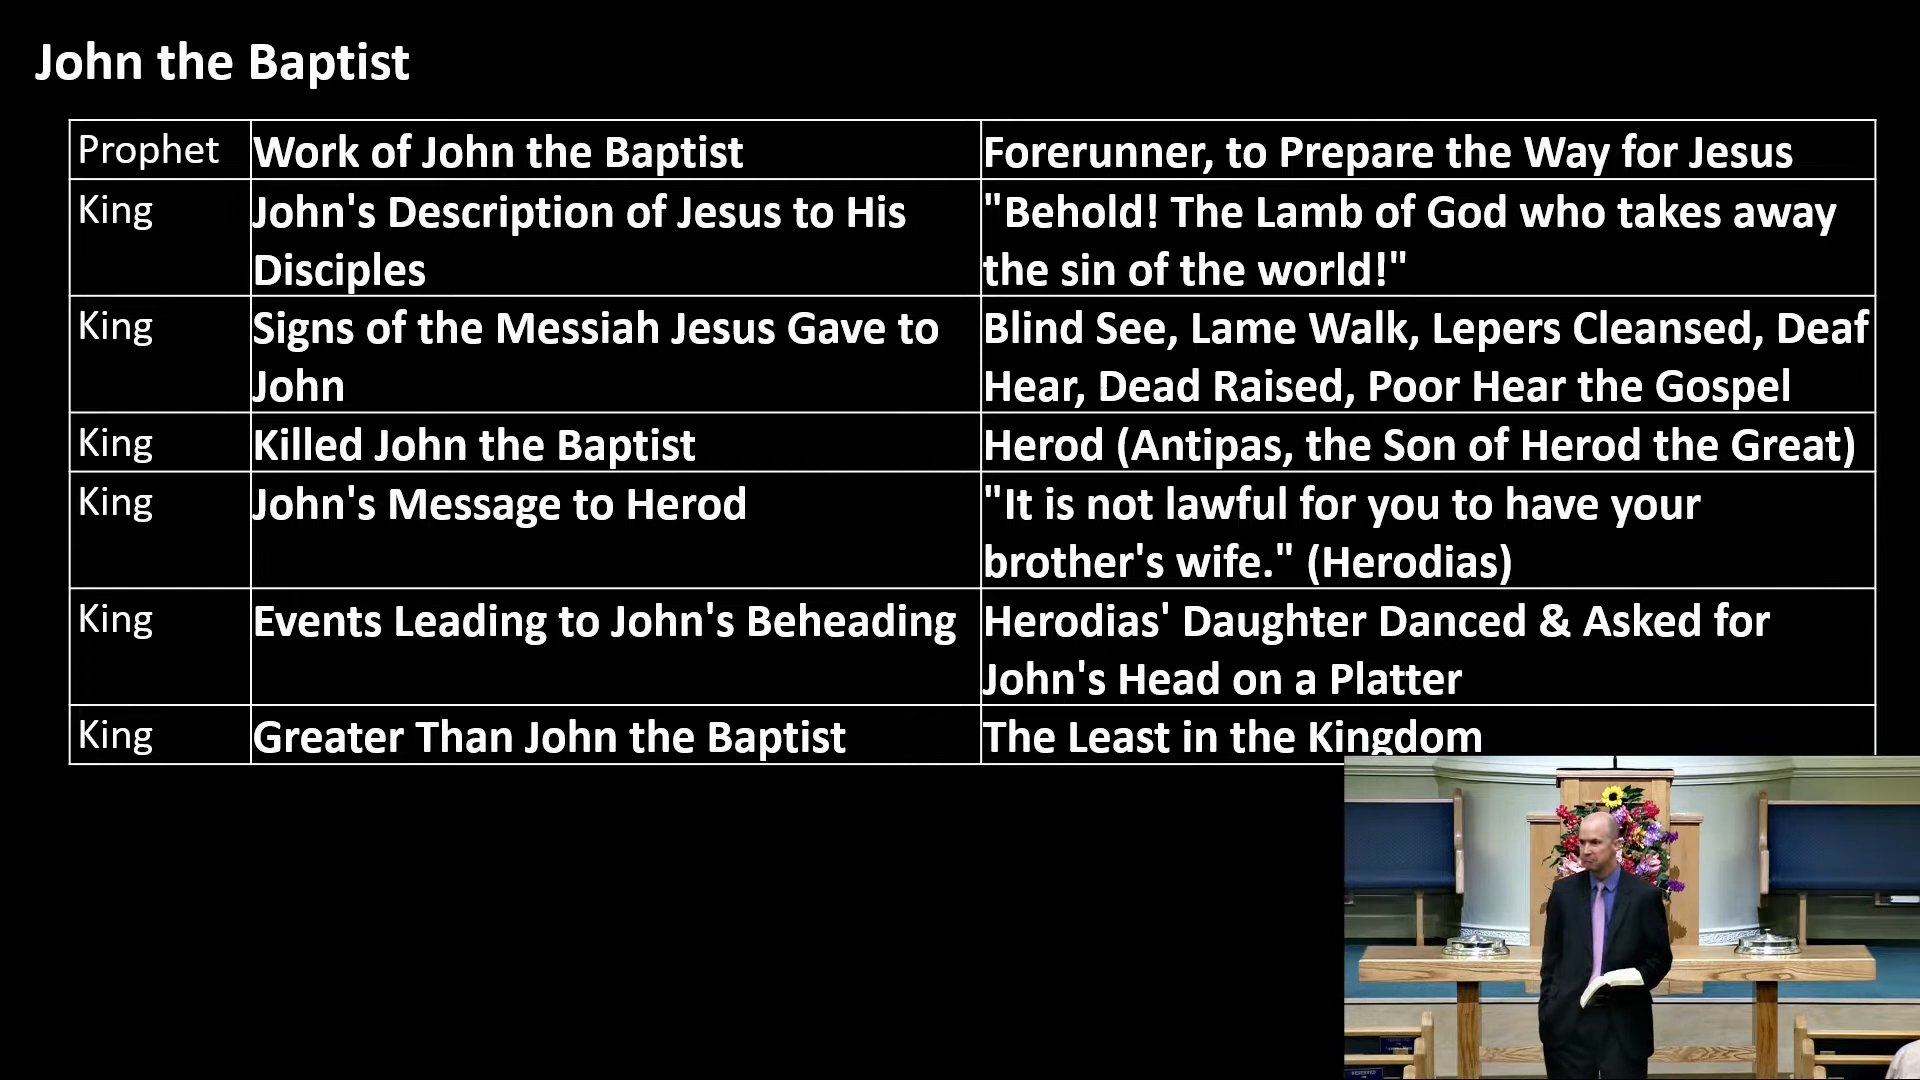 John the Baptist
Prophet Work of John the Baptist Forerunner, to Prepare the Way for Jesus
King John's Description of Jesus to His "Behold! The Lamb of God who takes away
Disciples the sin of the world!"
King Signs of the Messiah Jesus Gave to Blind See, Lame Walk, Lepers Cleansed, Deaf
John Hear, Dead Raised, Poor Hear the Gospel
King Killed John the Baptist Herod (Antipas, the Son of Herod the Great)
King John's Message to Herod "It is not lawful for you to have your
brother's wife." (Herodias)
King Events Leading to John's Beheading Herodias' Daughter Danced & Asked for
John's Head on a Platter
King Greater Than John the Baptist The Least in the Kingdom